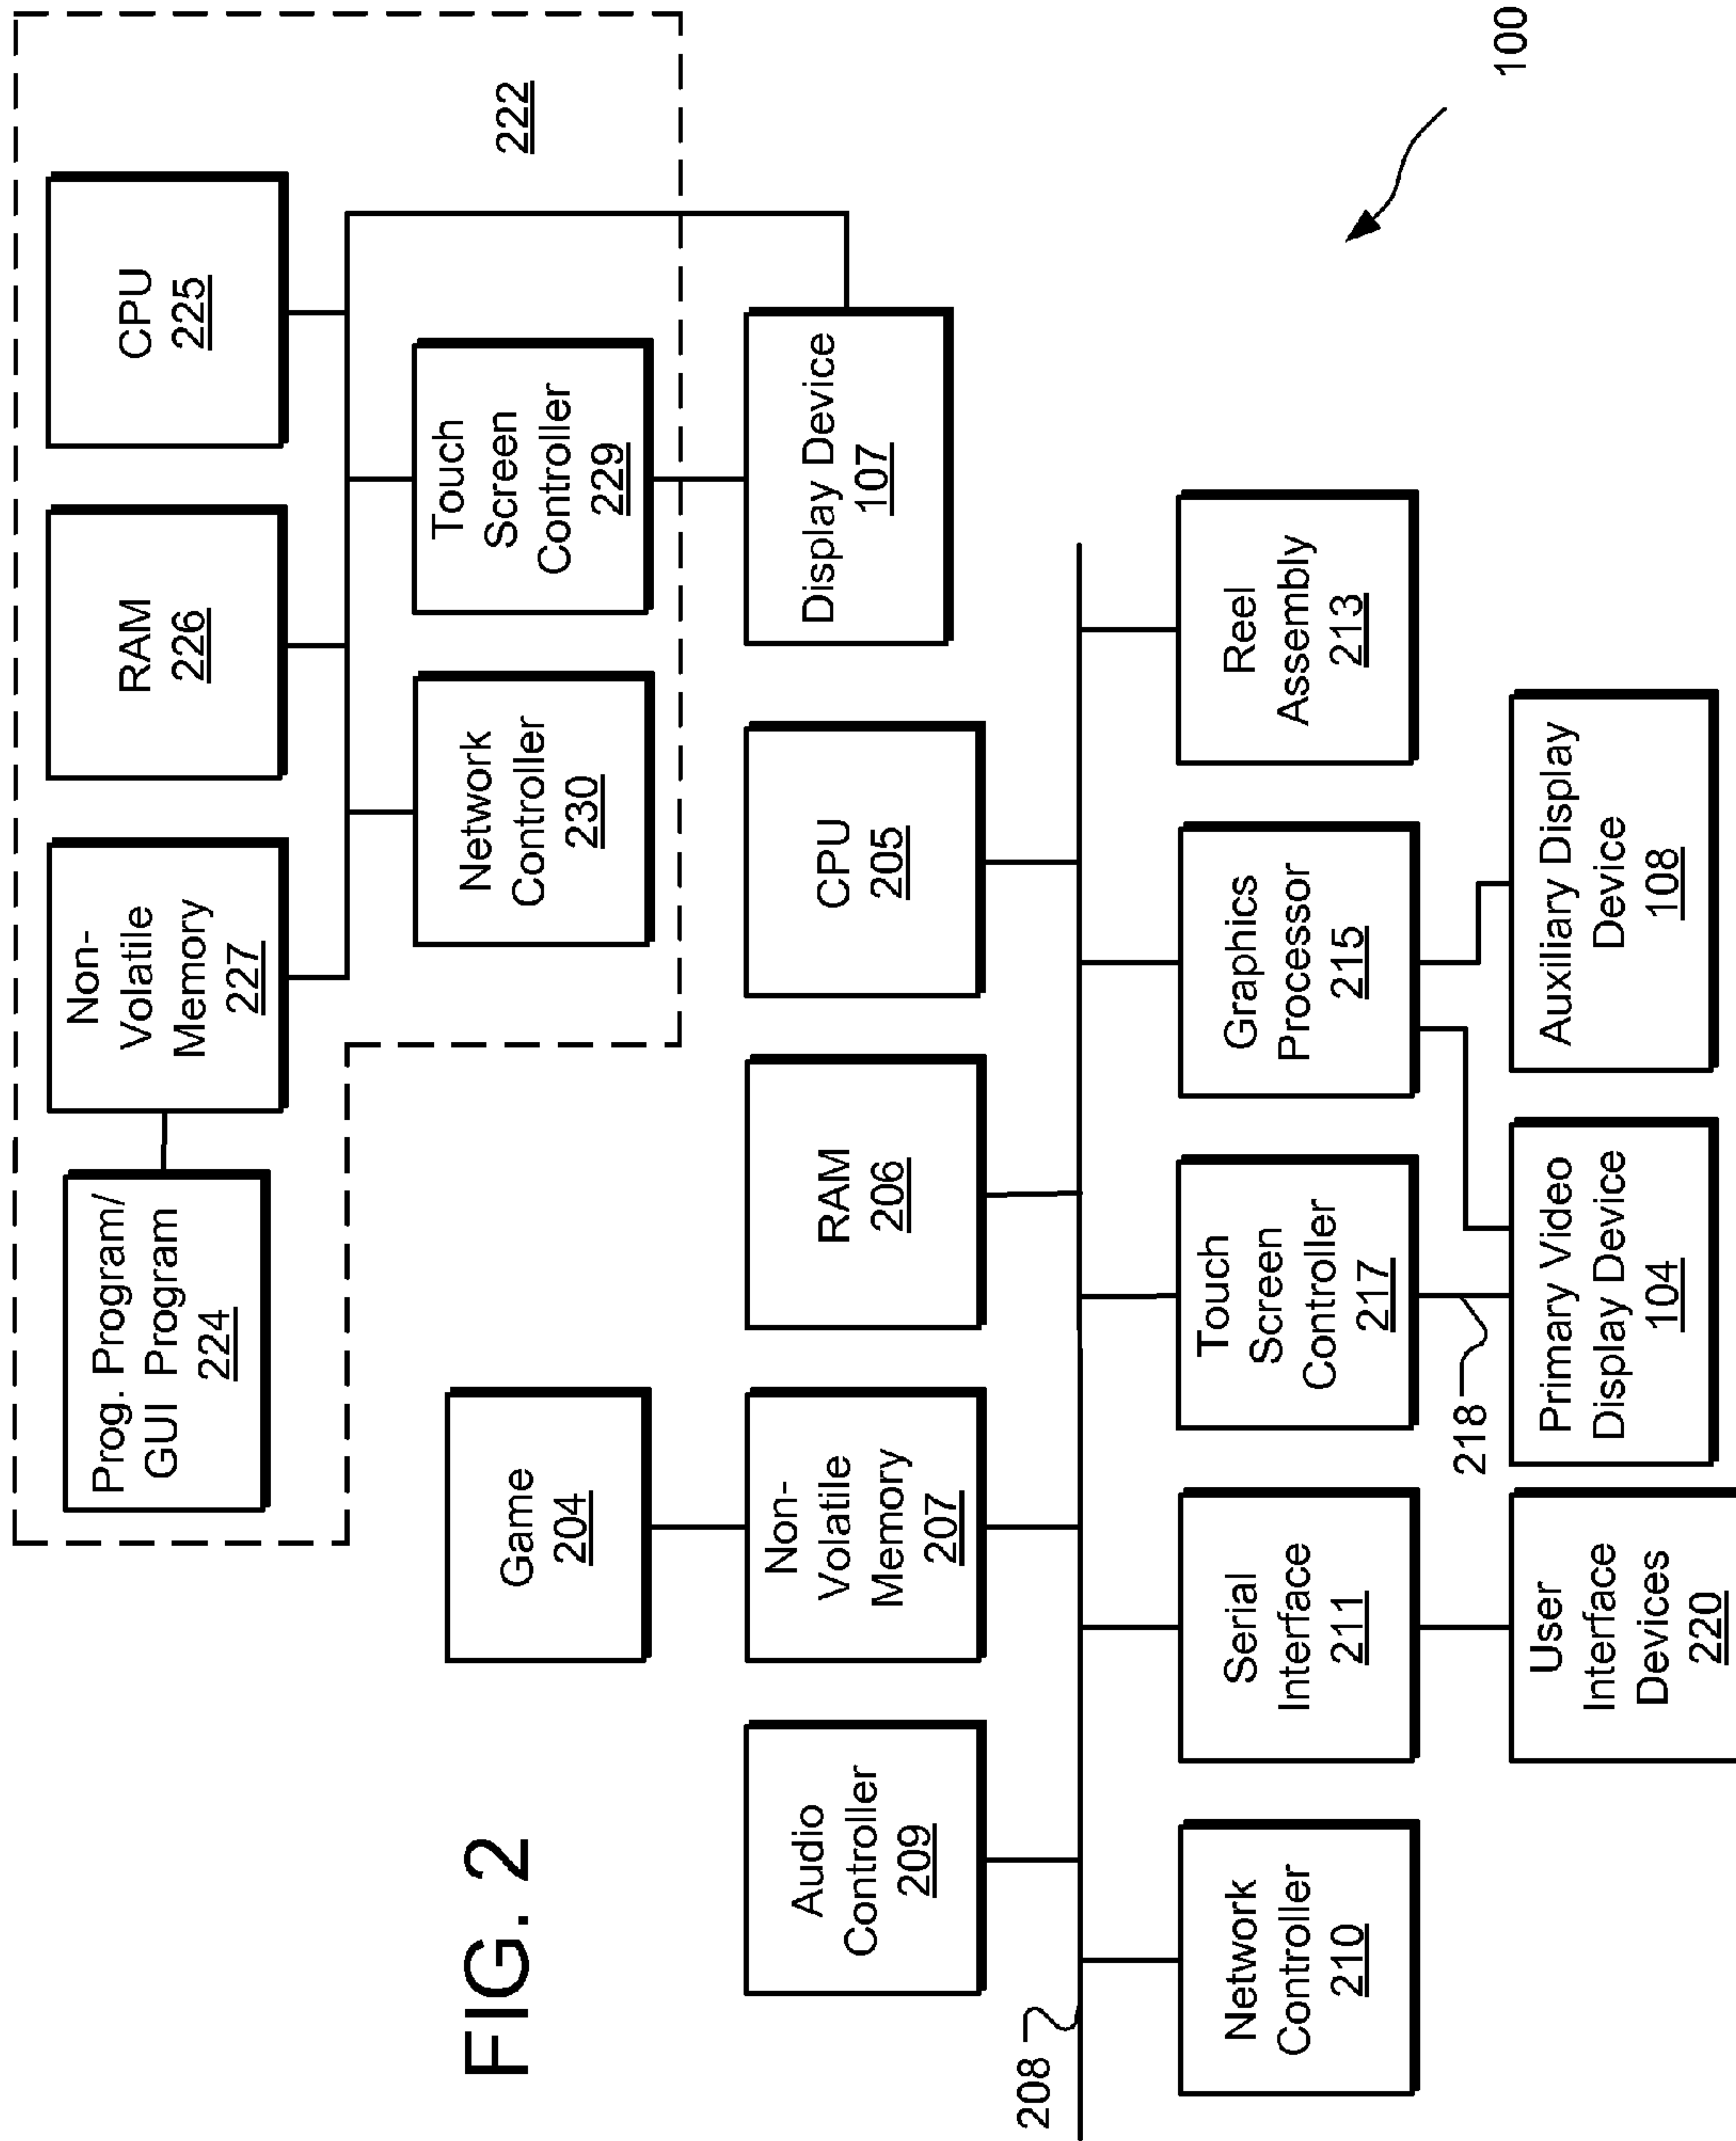 FIG. 2
Prog. Program/
GUI Program
224
Non-
Volatile
Memory
227
RAM
226
CPU
225
Network
Controller
230
Touch
Screen
Controller
229
222
Game
204
Display Device
107
Audio
Controller
209
Non-
Volatile
Memory
207
RAM
206
CPU
205
208
Network
Controller
210
Serial
Interface
211
Touch
Screen
Controller
217
Graphics
Processor
215
Reel
Assembly
213
218
User
Interface
Devices
220
Primary Video
Display Device
104
Auxiliary Display
Device
108
100